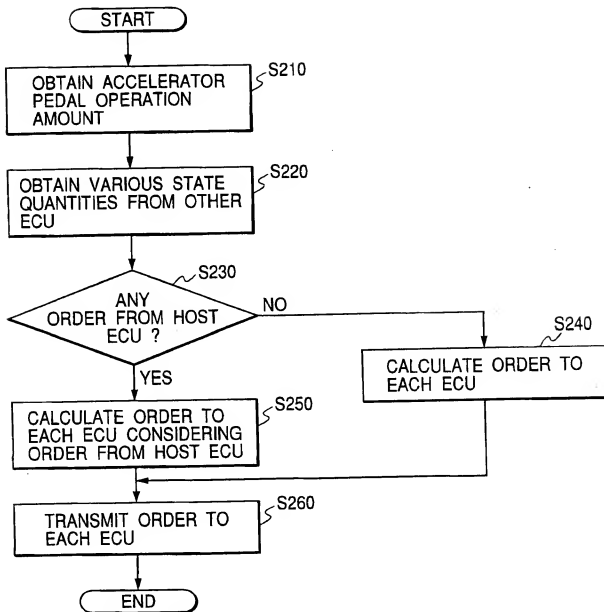 START
S210
OBTAIN ACCELERATOR
PEDAL OPERATION
AMOUNT
S220
OBTAIN VARIOUS STATE
QUANTITIES FROM OTHER
ECU
S230
ANY
ORDER FROM HOST
ECU ?
NO
YES
S240
CALCULATE ORDER TO
EACH ECU
S250
CALCULATE ORDER TO
EACH ECU CONSIDERING
ORDER FROM HOST ECU
S260
TRANSMIT ORDER TO
EACH ECU
END